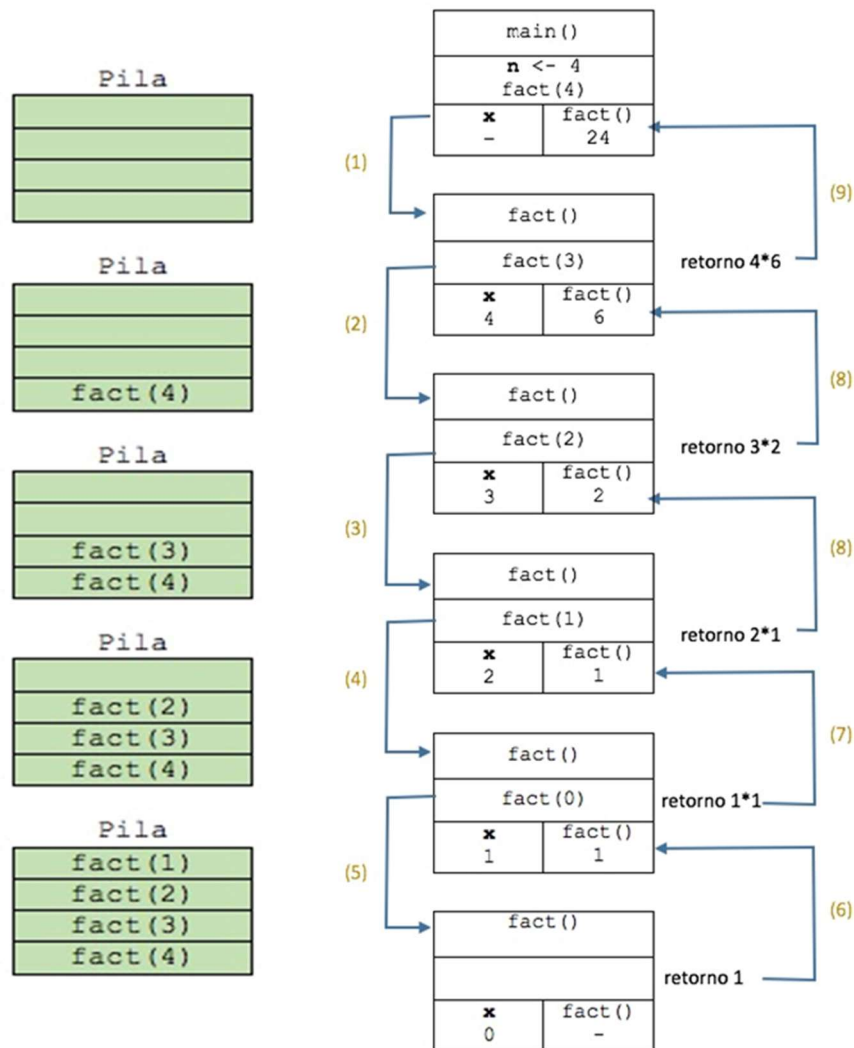 Pila
Pila
fact(4)
Pila
fact(3)
fact(4)
Pila
fact(2)
fact(3)
fact(4)
Pila
fact(1)
fact(2)
fact(3)
fact(4)
main()
n <- 4
fact(4)
x fact()
- 24
(1)
(9)
fact()
fact(3)
retorno 4*6
x fact()
4 6
(2)
(8)
fact()
fact(2)
retorno 3*2
x fact()
3 2
(3)
(8)
fact()
fact(1)
retorno 2*1
x fact()
2 1
(4)
(7)
fact()
fact(0)
retorno 1*1
x fact()
1 1
(5)
(6)
fact()
retorno 1
x fact()
0 -